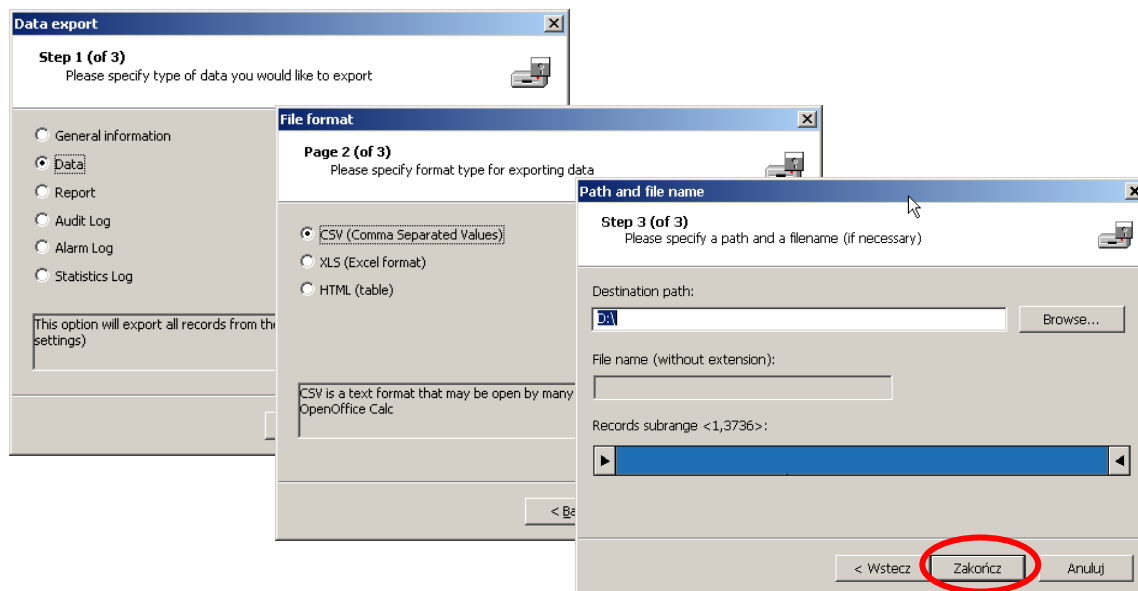 Data export
Step 1 (of 3)
Please specify type of data you would like to export
General information
Data
Report
Audit Log
Alarm Log
Statistics Log
This option will export all records from
settings)
File format
Page 2 (of 3)
Please specify format type for exporting data
CSV (Comma Separated Values)
XLS (Excel format)
HTML (table)
CSV is a text format that may be open by many
OpenOffice Calc
<
Path and file name
Step 3 (of 3)
Please specify a path and a filename (if necessary)
Destination path:
D:\
Browse...
File name (without extension):
Records subrange <1,3736>:
< Wstecz
Zakończ
Anuluj